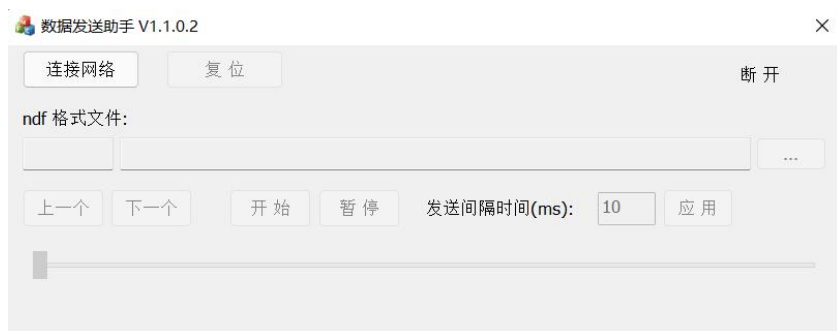 数据发送助手 V1.1.0.2
连接网络 复 位 断 开
ndf 格式文件:
...
上一个 下一个 开 始 暂 停 发送间隔时间(ms): 10 应 用